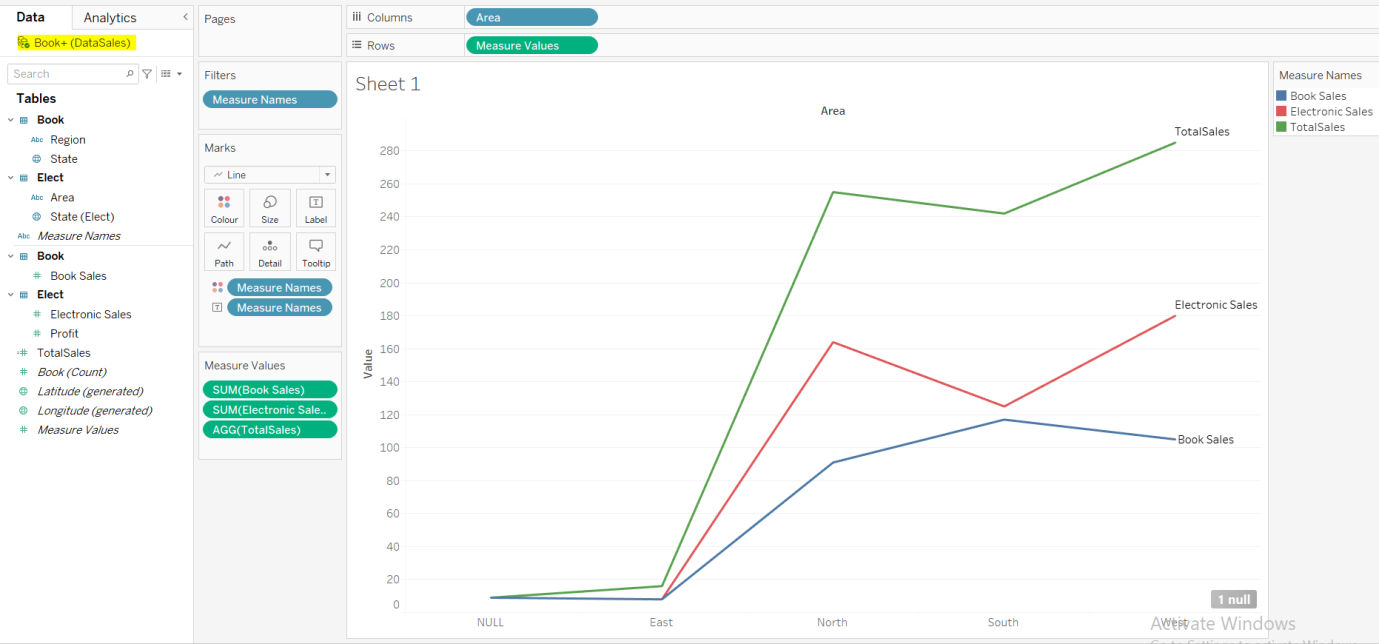 Data
Analytics
Book+ (DataSales)
Search
Tables
Book
Abc Region
State
Elect
Abc Area
State (Elect)
Abc Measure Names
Book
# Book Sales
Elect
# Electronic Sales
# Profit
=# TotalSales
# Book (Count)
Latitude (generated)
Longitude (generated)
# Measure Values
Pages
Filters
Measure Names
Marks
Line
Colour Size Label
Path Detail Tooltip
Measure Names
Measure Names
Measure Values
SUM(Book Sales)
SUM(Electronic Sale..
AGG(TotalSales)
Columns Area
Rows Measure Values
Sheet 1
Area
Value
280
260
240
220
200
180
160
140
120
100
80
60
40
20
0
TotalSales
Electronic Sales
Book Sales
1 null
NULL East North South West
Measure Names
Book Sales
Electronic Sales
TotalSales
Activate Windows